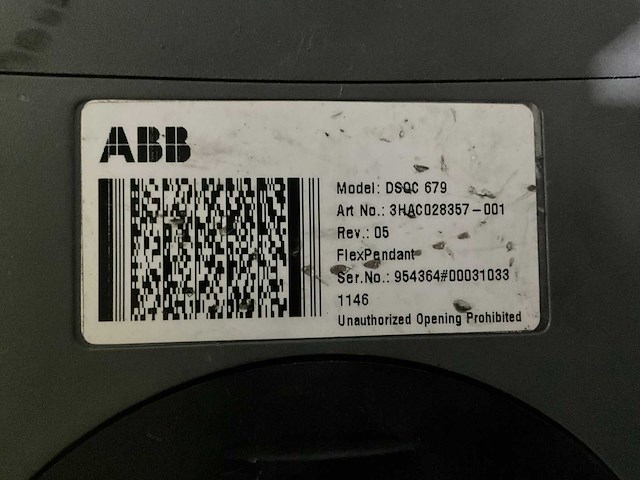 ABB
Model: DSQC 679
Art No.: 3HAC028357-001
Rev.: 05
FlexPendant
Ser.No.: 954364#00031033
1146
Unauthorized Opening Prohibited